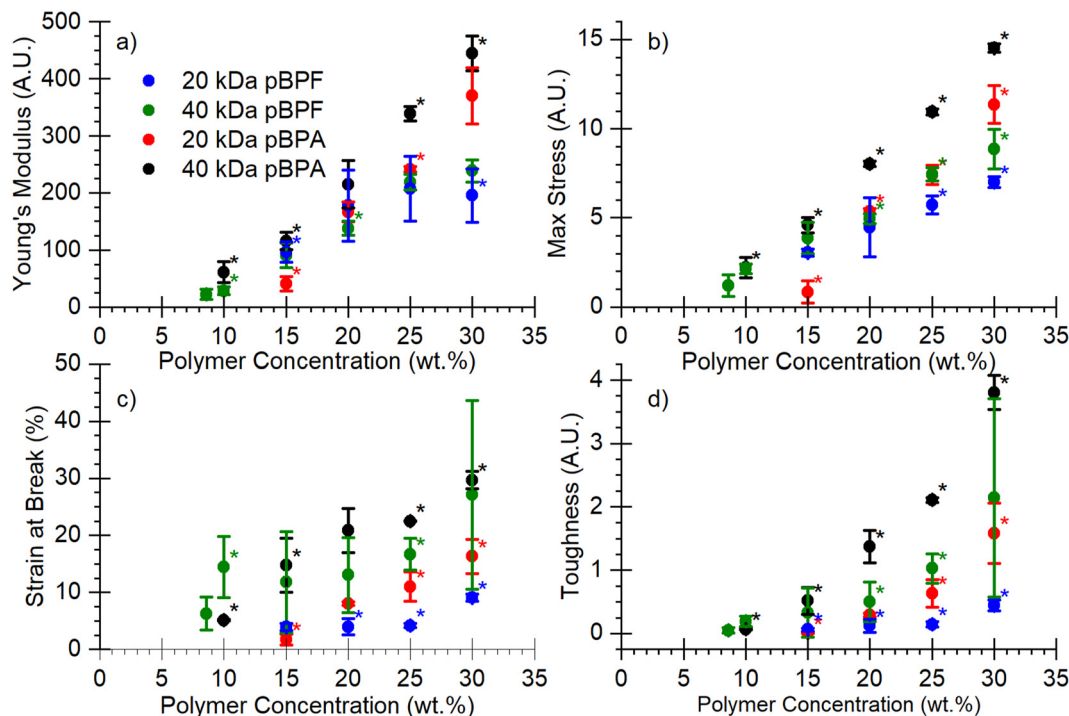 a)
Young's Modulus (A.U.)
500
400
300
200
100
0
20 kDa pBPF
40 kDa pBPF
20 kDa pBPA
40 kDa pBPA
* * * * * * * * * * *
0 5 10 15 20 25 30 35
Polymer Concentration (wt.%)
b)
Max Stress (A.U.)
15
10
5
0
* * * * * * * * * * * * *
0 5 10 15 20 25 30 35
Polymer Concentration (wt.%)
c)
Strain at Break (%)
50
40
30
20
10
0
* * * * * * * * * * * *
0 5 10 15 20 25 30 35
Polymer Concentration (wt.%)
d)
Toughness (A.U.)
4
3
2
1
0
* * * * * * * * * * * * * *
0 5 10 15 20 25 30 35
Polymer Concentration (wt.%)